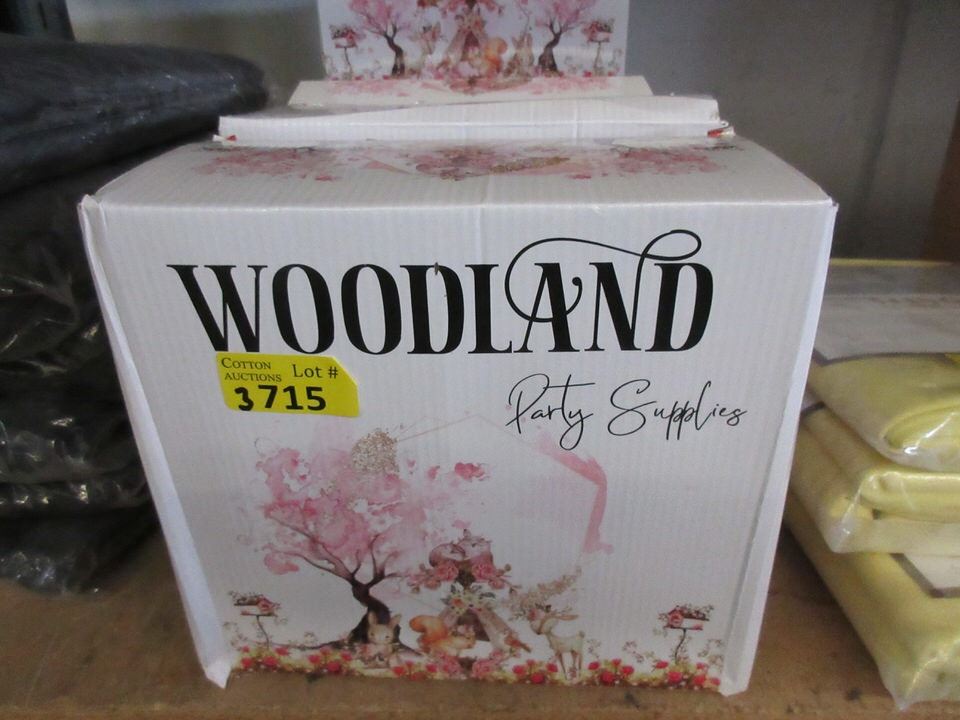 WOODLAND
Party Supplies
COTTON
AUCTIONS Lot #
3715